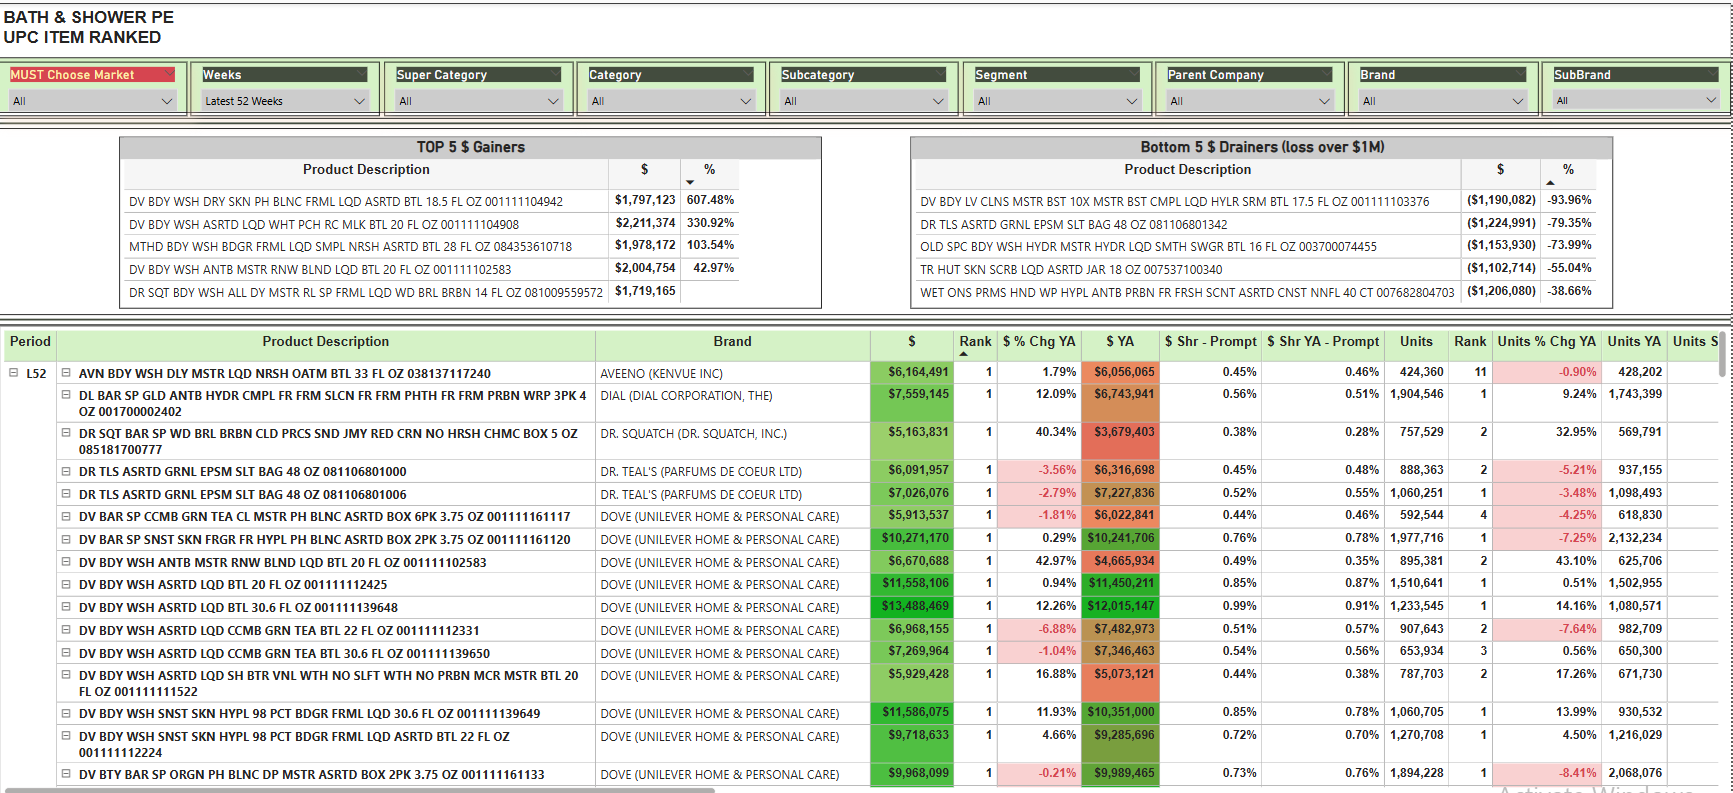 BATH & SHOWER PE
UPC ITEM RANKED
MUST Choose Market Weeks Super Category Category Subcategory Segment Parent Company Brand SubBrand
All Latest 52 Weeks All All All All All All All
TOP 5 $ Gainers
Product Description $ %
DV BDY WSH DRY SKN PH BLNC FRML LQD ASRTD BTL 18.5 FL OZ 001111104942 $1,797,123 607.48%
DV BDY WSH ASRTD LQD WHT PCH RC MLK BTL 20 FL OZ 001111104908 $2,211,374 330.92%
MTHD BDY WSH BDGR FRML LQD SMPL NRSH ASRTD BTL 28 FL OZ 084353610718 $1,978,172 103.54%
DV BDY WSH ANTB MSTR RNW BLND LQD BTL 20 FL OZ 001111102583 $2,004,754 42.97%
DR SQT BDY WSH ALL DY MSTR RL SP FRML LQD WD BRL BRBN 14 FL OZ 081009559572 $1,719,165
Bottom 5 $ Drainers (loss over $1M)
Product Description $ %
DV BDY LV CLNS MSTR BST 10X MSTR BST CMPL LQD HYLR SRM BTL 17.5 FL OZ 001111103376 ($1,190,082) -93.96%
DR TLS ASRTD GRNL EPSM SLT BAG 48 OZ 081106801342 ($1,224,991) -79.35%
OLD SPC BDY WSH HYDR MSTR HYDR LQD SMTH SWGR BTL 16 FL OZ 003700074455 ($1,153,930) -73.99%
TR HUT SKN SCRB LQD ASRTD JAR 18 OZ 007537100340 ($1,102,714) -55.04%
WET ONS PRMS HND WP HYPL ANTB PRBN FR FRSH SCNT ASRTD CNST NNFL 40 CT 007682804703 ($1,206,080) -38.66%
Period Product Description Brand $ Rank $ % Chg YA $ YA $ Shr - Prompt $ Shr YA - Prompt Units Rank Units % Chg YA Units YA Units S
L52 AVN BDY WSH DLY MSTR LQD NRSH OATM BTL 33 FL OZ 038137117240 AVEENO (KENVUE INC) $6,164,491 1 1.79% $6,056,065 0.45% 0.46% 424,360 11 -0.90% 428,202
DL BAR SP GLD ANTB HYDR CMPL FR FRM SLCN FR FRM PHTH FR FRM PRBN WRP 3PK 4 DIAL (DIAL CORPORATION, THE) $7,559,145 1 12.09% $6,743,941 0.56% 0.51% 1,904,546 1 9.24% 1,743,399
OZ 001700002402
DR SQT BAR SP WD BRL BRBN CLD PRCS SND JMY RED CRN NO HRSH CHMC BOX 5 OZ DR. SQUATCH (DR. SQUATCH, INC.) $5,163,831 1 40.34% $3,679,403 0.38% 0.28% 757,529 2 32.95% 569,791
085181700777
DR TLS ASRTD GRNL EPSM SLT BAG 48 OZ 081106801000 DR. TEAL'S (PARFUMS DE COEUR LTD) $6,091,957 1 -3.56% $6,316,698 0.45% 0.48% 888,363 2 -5.21% 937,155
DR TLS ASRTD GRNL EPSM SLT BAG 48 OZ 081106801006 DR. TEAL'S (PARFUMS DE COEUR LTD) $7,026,076 1 -2.79% $7,227,836 0.52% 0.55% 1,060,251 1 -3.48% 1,098,493
DV BAR SP CCMB GRN TEA CL MSTR PH BLNC ASRTD BOX 6PK 3.75 OZ 001111161117 DOVE (UNILEVER HOME & PERSONAL CARE) $5,913,537 1 -1.81% $6,022,841 0.44% 0.46% 592,544 4 -4.25% 618,830
DV BAR SP SNST SKN FRGR FR HYPL PH BLNC ASRTD BOX 2PK 3.75 OZ 001111161120 DOVE (UNILEVER HOME & PERSONAL CARE) $10,271,170 1 0.29% $10,241,706 0.76% 0.78% 1,977,716 1 -7.25% 2,132,234
DV BDY WSH ANTB MSTR RNW BLND LQD BTL 20 FL OZ 001111102583 DOVE (UNILEVER HOME & PERSONAL CARE) $6,670,688 1 42.97% $4,665,934 0.49% 0.35% 895,381 2 43.10% 625,706
DV BDY WSH ASRTD LQD BTL 20 FL OZ 001111112425 DOVE (UNILEVER HOME & PERSONAL CARE) $11,558,106 1 0.94% $11,450,211 0.85% 0.87% 1,510,641 1 0.51% 1,502,955
DV BDY WSH ASRTD LQD BTL 30.6 FL OZ 001111139648 DOVE (UNILEVER HOME & PERSONAL CARE) $13,488,469 1 12.26% $12,015,147 0.99% 0.91% 1,233,545 1 14.16% 1,080,571
DV BDY WSH ASRTD LQD CCMB GRN TEA BTL 22 FL OZ 001111112331 DOVE (UNILEVER HOME & PERSONAL CARE) $6,968,155 1 -6.88% $7,482,973 0.51% 0.57% 907,643 2 -7.64% 982,709
DV BDY WSH ASRTD LQD CCMB GRN TEA BTL 30.6 FL OZ 001111139650 DOVE (UNILEVER HOME & PERSONAL CARE) $7,269,964 1 -1.04% $7,346,463 0.54% 0.56% 653,934 3 0.56% 650,300
DV BDY WSH ASRTD LQD SH BTR VNL WTH NO SLFT WTH NO PRBN MCR MSTR BTL 20 DOVE (UNILEVER HOME & PERSONAL CARE) $5,929,428 1 16.88% $5,073,121 0.44% 0.38% 787,703 2 17.26% 671,730
FL OZ 001111111522
DV BDY WSH SNST SKN HYPL 98 PCT BDGR FRML LQD 30.6 FL OZ 001111139649 DOVE (UNILEVER HOME & PERSONAL CARE) $11,586,075 1 11.93% $10,351,000 0.85% 0.78% 1,060,705 1 13.99% 930,532
DV BDY WSH SNST SKN HYPL 98 PCT BDGR FRML LQD ASRTD BTL 22 FL OZ DOVE (UNILEVER HOME & PERSONAL CARE) $9,718,633 1 4.66% $9,285,696 0.72% 0.70% 1,270,708 1 4.50% 1,216,029
001111112224
DV BTY BAR SP ORGN PH BLNC DP MSTR ASRTD BOX 2PK 3.75 OZ 001111161133 DOVE (UNILEVER HOME & PERSONAL CARE) $9,968,099 1 -0.21% $9,989,465 0.73% 0.76% 1,894,228 1 -8.41% 2,068,076